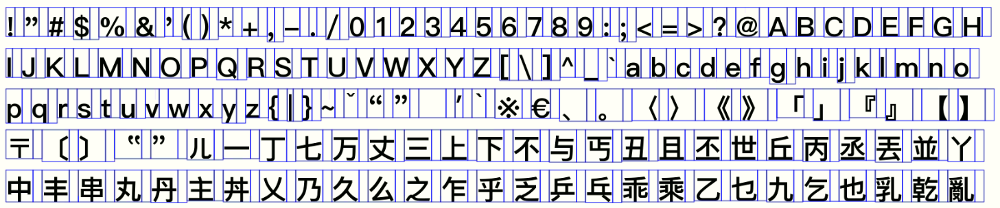 ! ” # $ % & ’ ( ) * + , – . / 0 1 2 3 4 5 6 7 8 9 : ; < = > ? @ A B C D E F G H
I J K L M N O P Q R S T U V W X Y Z [ \ ] ^ _ ` a b c d e f g h i j k l m n o
p q r s t u v w x y z { | } ~ ˇ “ ” ′ ‵ ※ € 、 。 〈 〉 《 》 「 」 『 』 【 】
〒 〔 〕 〝 〞 ㄦ 一 丁 七 万 丈 三 上 下 不 与 丏 丑 且 丕 世 丘 丙 丞 丟 並 丫
中 丰 串 丸 丹 主 丼 乂 乃 久 么 之 乍 乎 乏 乒 乓 乖 乘 乙 乜 九 乞 也 乳 乾 亂